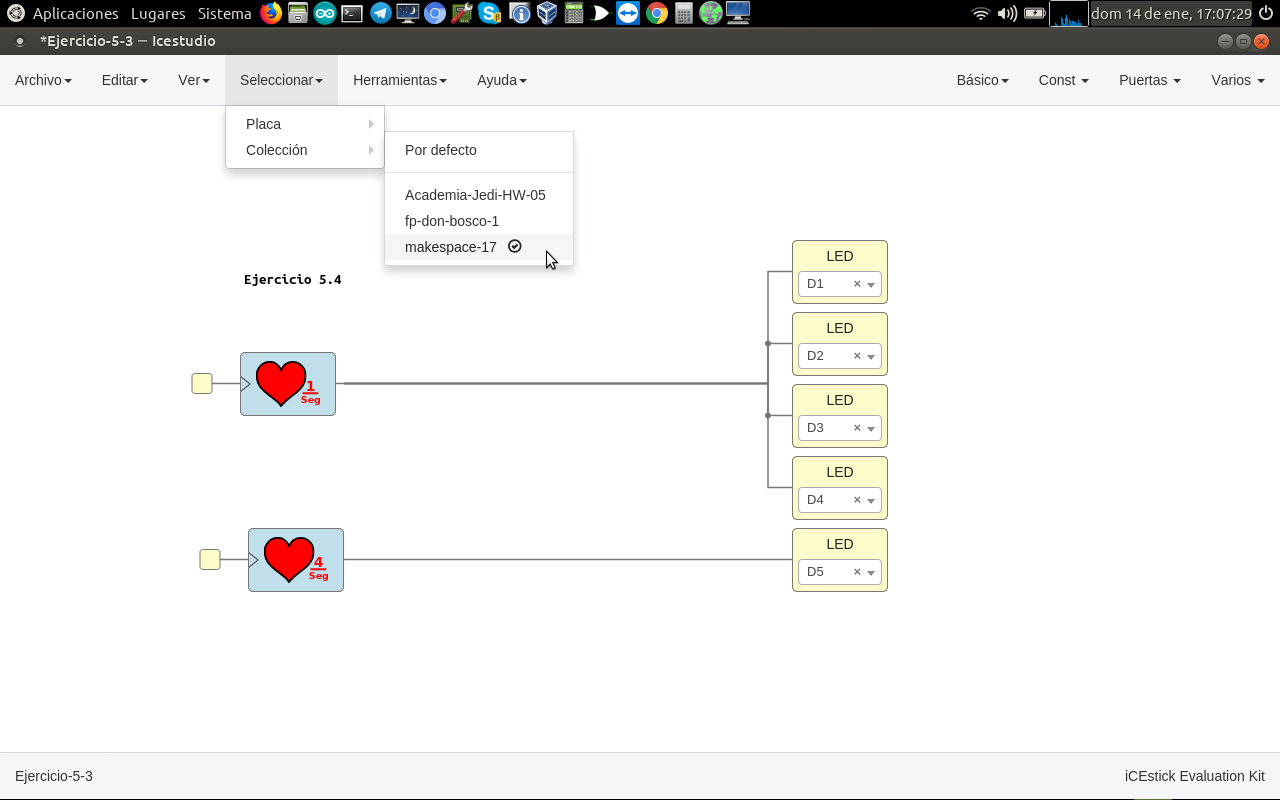 Aplicaciones Lugares Sistema dom 14 de ene, 17:07:29
*Ejercicio-5-3 — Icestudio
Archivo Editar Ver Seleccionar Herramientas Ayuda Básico Const Puertas Varios
Placa
Colección
Por defecto
Academia-Jedi-HW-05
fp-don-bosco-1
makespace-17
Ejercicio 5.4
LED
D1
LED
D2
1
Seg
LED
D3
LED
D4
4
Seg
LED
D5
Ejercicio-5-3 iCEstick Evaluation Kit